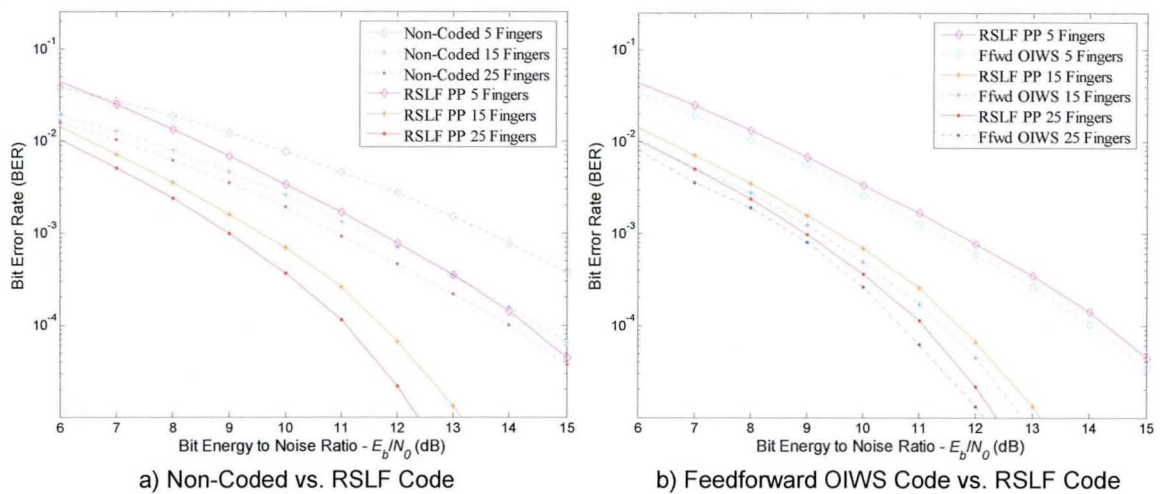 10⁻¹
10⁻²
10⁻³
10⁻⁴
Bit Error Rate (BER)
Non-Coded 5 Fingers
Non-Coded 15 Fingers
Non-Coded 25 Fingers
RSLF PP 5 Fingers
RSLF PP 15 Fingers
RSLF PP 25 Fingers
6 7 8 9 10 11 12 13 14 15
Bit Energy to Noise Ratio - E_b/N_0 (dB)
a) Non-Coded vs. RSLF Code
10⁻¹
10⁻²
10⁻³
10⁻⁴
Bit Error Rate (BER)
RSLF PP 5 Fingers
Ffwd OIWS 5 Fingers
RSLF PP 15 Fingers
Ffwd OIWS 15 Fingers
RSLF PP 25 Fingers
Ffwd OIWS 25 Fingers
6 7 8 9 10 11 12 13 14 15
Bit Energy to Noise Ratio - E_b/N_0 (dB)
b) Feedforward OIWS Code vs. RSLF Code